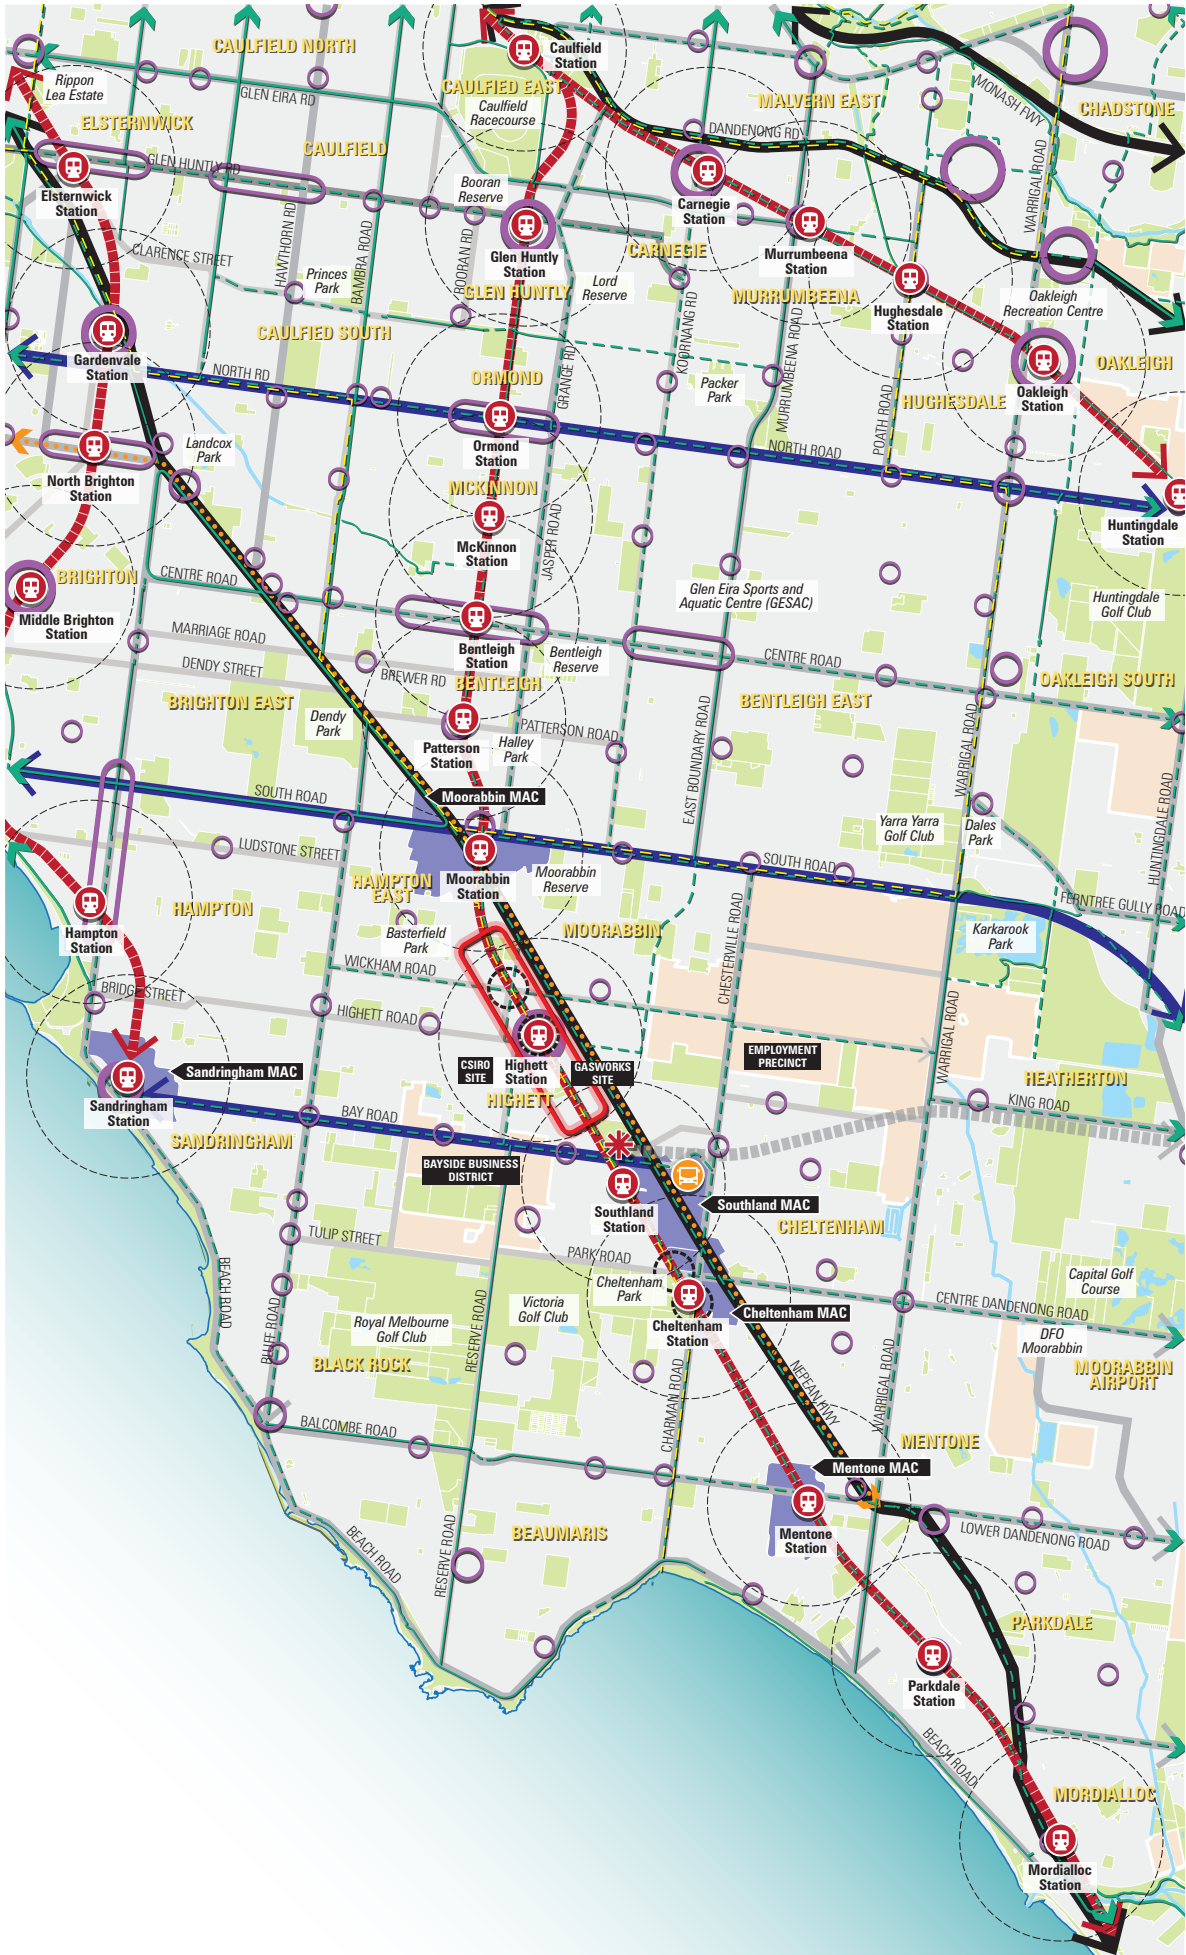 CAULFIELD NORTH
Caulfield
Station
Rippon
Lea Estate
CAULFIED EAST
MONASH FWY
GLEN EIRA RD
Caulfield
Racecourse
MALVERN EAST
CHADSTONE
ELSTERNWICK
DANDENONG RD
CAULFIELD
GLEN HUNTLY RD
WARRIGAL ROAD
Elsternwick
Station
Booran
Reserve
Carnegie
Station
HAWTHORN RD
BAMBRA ROAD
BOORAN RD
CLARENCE STREET
Glen Huntly
Station
CARNEGIE
Murrumbeena
Station
Princes
Park
GLEN HUNTLY
Lord
Reserve
KOORNANG RD
MURRUMBEENA
Hughesdale
Station
Oakleigh
Recreation Centre
CAULFIED SOUTH
MURRUMBEENA ROAD
Gardenvale
Station
NORTH RD
ORMOND
GRANGE RD
Packer
Park
POATH ROAD
HUGHESDALE
OAKLEIGH
Oakleigh
Station
Landcox
Park
Ormond
Station
NORTH ROAD
North Brighton
Station
MCKINNON
Huntingdale
Station
McKinnon
Station
JASPER ROAD
BRIGHTON
CENTRE ROAD
Glen Eira Sports and
Aquatic Centre (GESAC)
Huntingdale
Golf Club
Middle Brighton
Station
MARRIAGE ROAD
Bentleigh
Station
Bentleigh
Reserve
CENTRE ROAD
DENDY STREET
BREWER RD
BENTLEIGH
OAKLEIGH SOUTH
BRIGHTON EAST
Dendy
Park
BENTLEIGH EAST
PATTERSON ROAD
EAST BOUNDARY ROAD
WARRIGAL ROAD
Patterson
Station
Halley
Park
SOUTH ROAD
Moorabbin MAC
HUNTINGDALE ROAD
LUDSTONE STREET
Yarra Yarra
Golf Club
Dales
Park
SOUTH ROAD
Moorabbin
Station
Moorabbin
Reserve
HAMPTON
EAST
HAMPTON
FERNTREE GULLY ROAD
Hampton
Station
Basterfield
Park
MOORABBIN
CHESTERVILLE ROAD
Karkarook
Park
WICKHAM ROAD
BRIDGE STREET
HIGHETT ROAD
WARRIGAL ROAD
EMPLOYMENT
PRECINCT
Sandringham MAC
CSIRO
SITE
Highett
Station
GASWORKS
SITE
HEATHERTON
HIGHETT
Sandringham
Station
BAY ROAD
KING ROAD
SANDRINGHAM
BAYSIDE BUSINESS
DISTRICT
Southland MAC
Southland
Station
CHELTENHAM
TULIP STREET
PARK ROAD
BEACH ROAD
Cheltenham
Park
Capital Golf
Course
Victoria
Golf Club
CENTRE DANDENONG ROAD
BLUFF ROAD
Royal Melbourne
Golf Club
RESERVE ROAD
Cheltenham MAC
Cheltenham
Station
DFO
Moorabbin
BLACK ROCK
MOORABBIN
AIRPORT
NEPEAN HWY
WARRIGAL ROAD
CHARMAN ROAD
BALCOMBE ROAD
MENTONE
Mentone MAC
BEAUMARIS
Mentone
Station
LOWER DANDENONG ROAD
BEACH ROAD
RESERVE ROAD
PARKDALE
Parkdale
Station
BEACH ROAD
MORDIALLOC
Mordialloc
Station